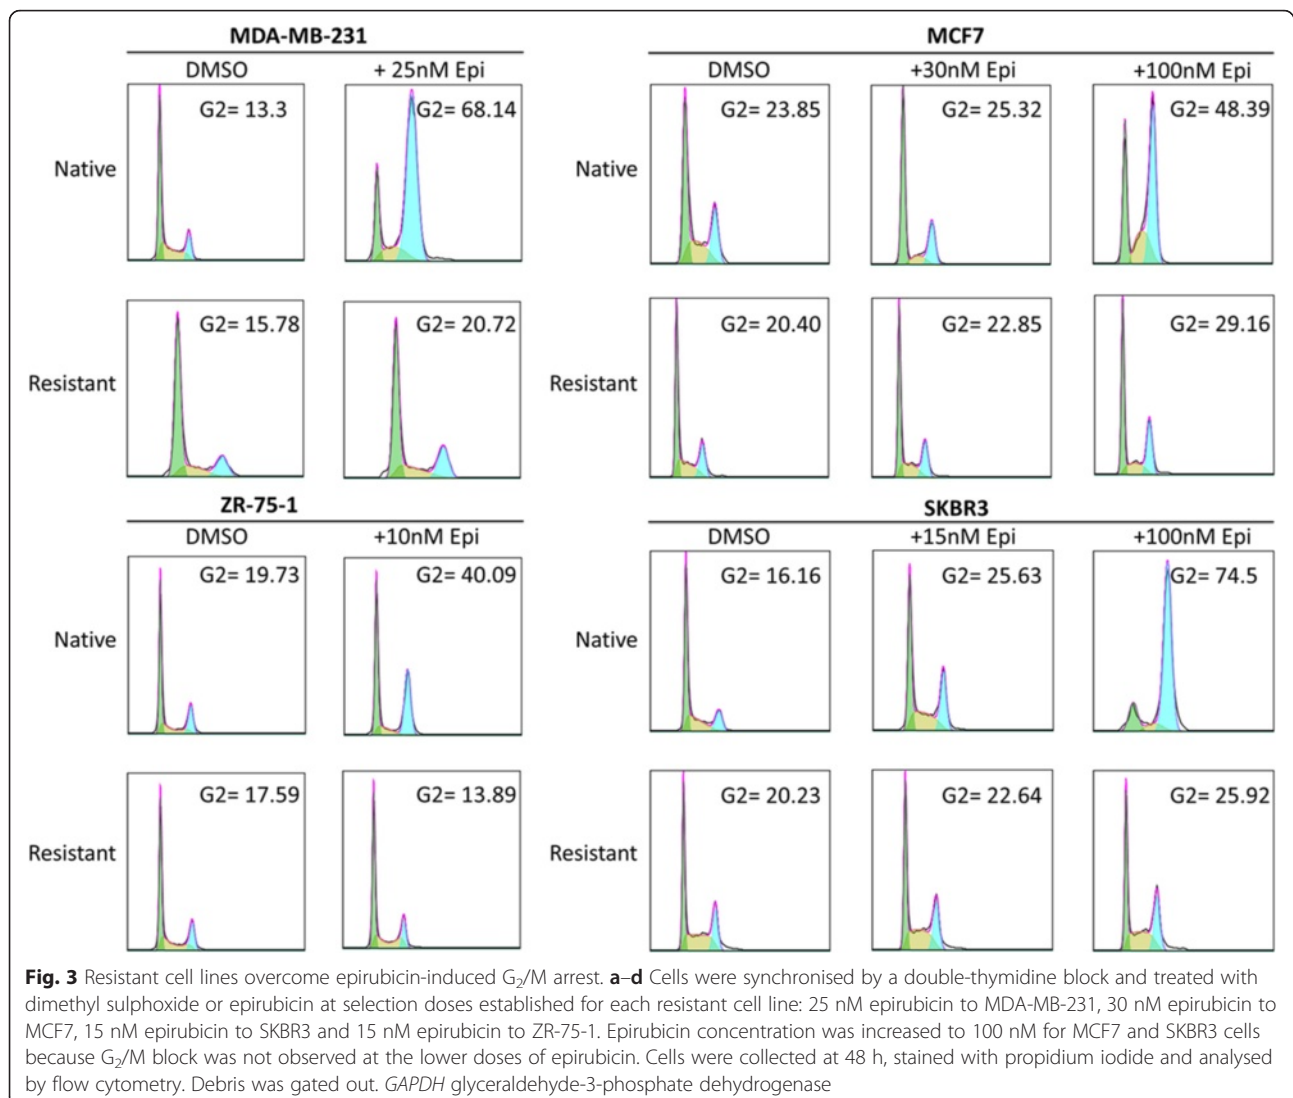 MDA-MB-231
DMSO
+ 25nM Epi
Native
G2= 13.3
G2= 68.14
Resistant
G2= 15.78
G2= 20.72
MCF7
DMSO
+30nM Epi
+100nM Epi
Native
G2= 23.85
G2= 25.32
G2= 48.39
Resistant
G2= 20.40
G2= 22.85
G2= 29.16
ZR-75-1
DMSO
+10nM Epi
Native
G2= 19.73
G2= 40.09
Resistant
G2= 17.59
G2= 13.89
SKBR3
DMSO
+15nM Epi
+100nM Epi
G2= 16.16
G2= 25.63
G2= 74.5
Resistant
G2= 20.23
G2= 22.64
G2= 25.92
Fig. 3 Resistant cell lines overcome epirubicin-induced G₂/M arrest. a–d Cells were synchronised by a double-thymidine block and treated with
dimethyl sulphoxide or epirubicin at selection doses established for each resistant cell line: 25 nM epirubicin to MDA-MB-231, 30 nM epirubicin to
MCF7, 15 nM epirubicin to SKBR3 and 15 nM epirubicin to ZR-75-1. Epirubicin concentration was increased to 100 nM for MCF7 and SKBR3 cells
because G₂/M block was not observed at the lower doses of epirubicin. Cells were collected at 48 h, stained with propidium iodide and analysed
by flow cytometry. Debris was gated out. GAPDH glyceraldehyde-3-phosphate dehydrogenase